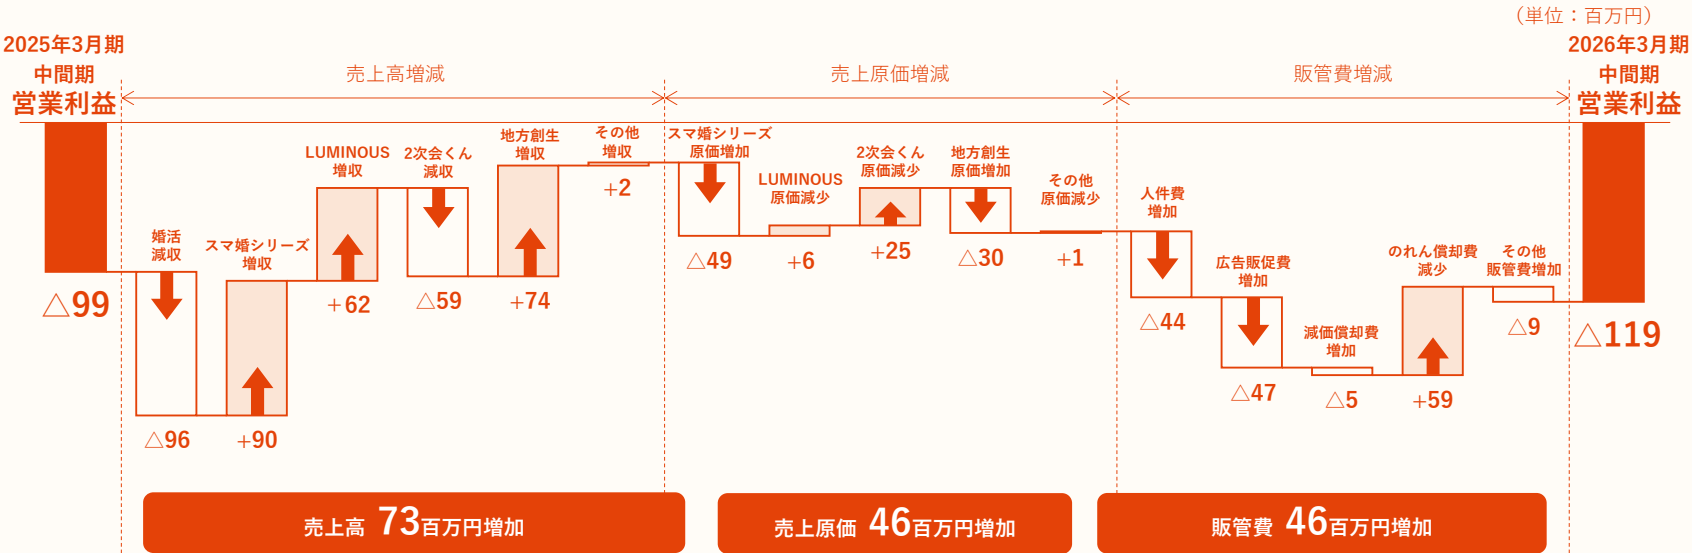 （単位：百万円）
2025年3月期
中間期
営業利益
△99
売上高増減
婚活
減収
△96
スマ婚シリーズ
増収
+90
LUMINOUS
増収
+62
2次会くん
減収
△59
地方創生
増収
+74
その他
増収
+2
売上原価増減
スマ婚シリーズ
原価増加
△49
LUMINOUS
原価減少
+6
2次会くん
原価減少
+25
地方創生
原価増加
△30
その他
原価減少
+1
販管費増減
人件費
増加
△44
広告販促費
増加
△47
減価償却費
増加
△5
のれん償却費
減少
+59
その他
販管費増加
△9
2026年3月期
中間期
営業利益
△119
売上高 73百万円増加
売上原価 46百万円増加
販管費 46百万円増加